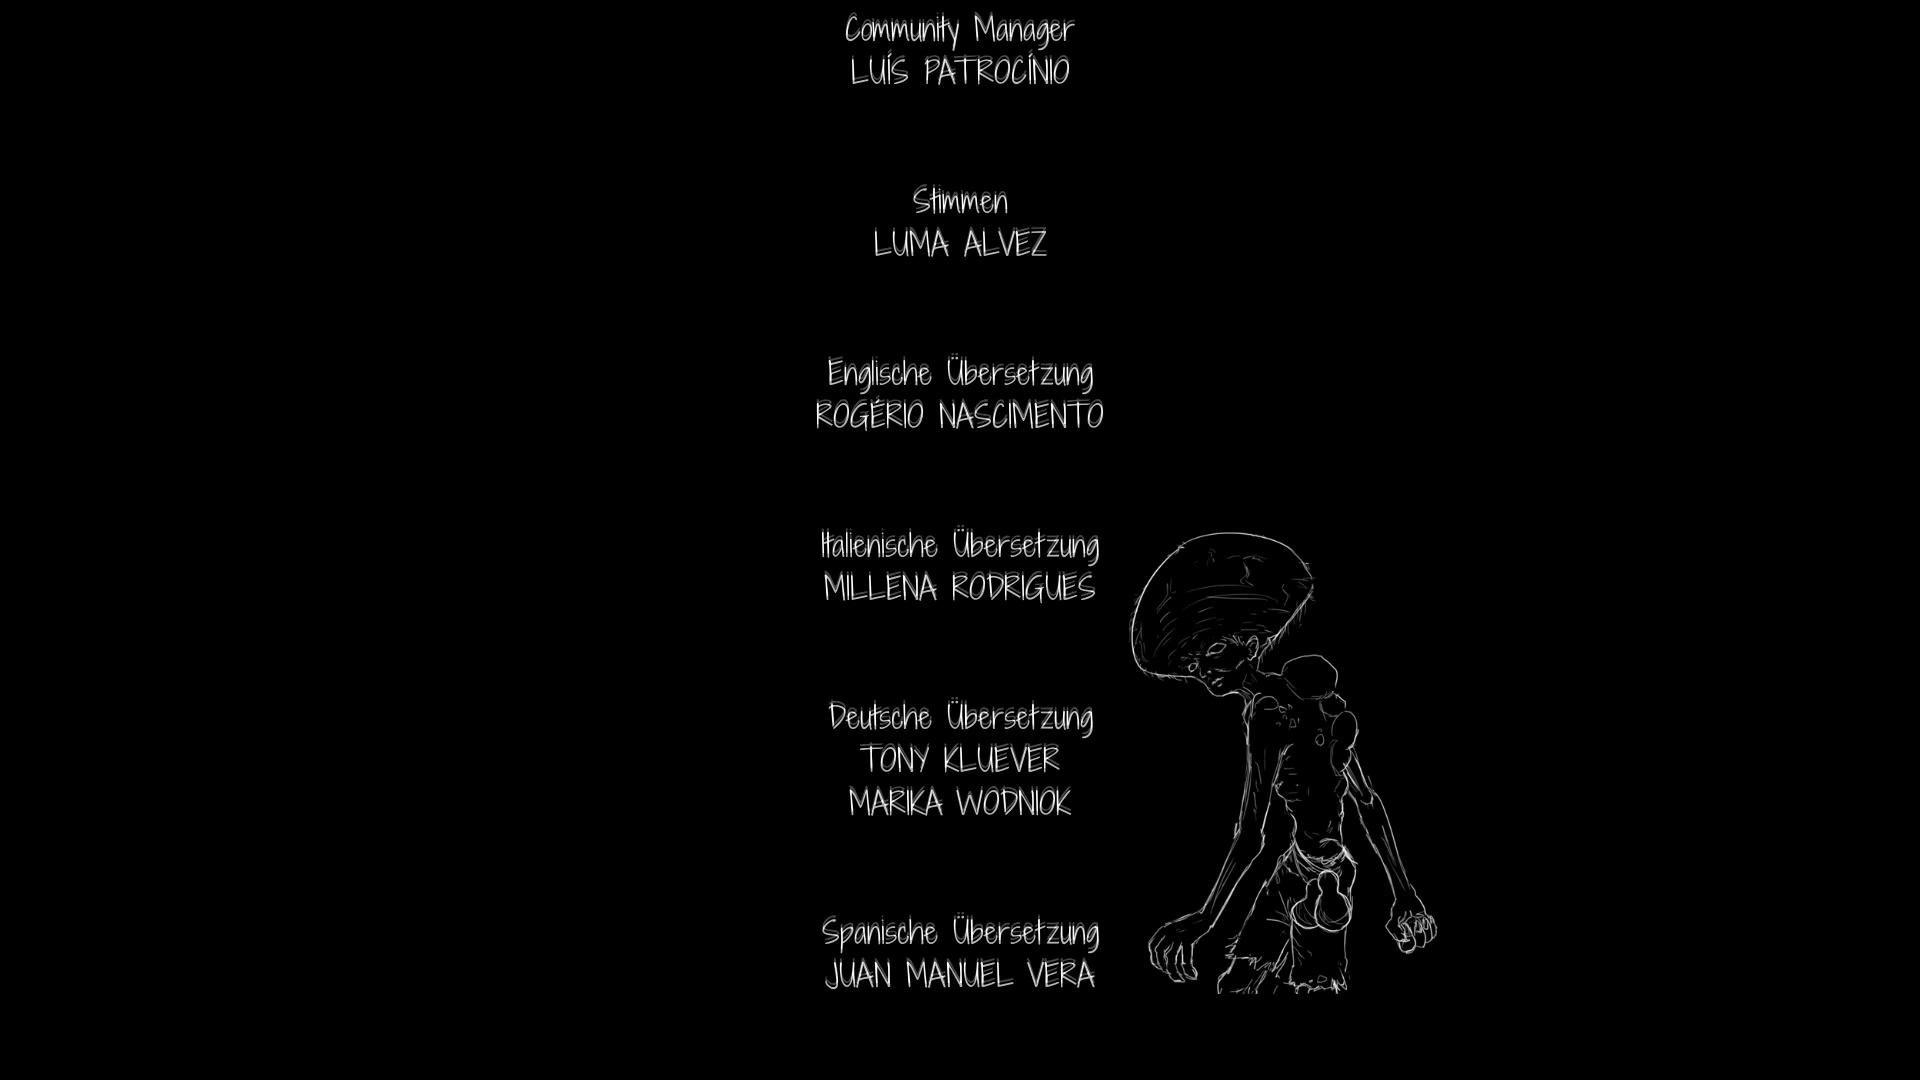 Community Manager
LUÍS PATROCÍNIO
Stimmen
LUMA ALVEZ
Englische Übersetzung
ROGÉRIO NASCIMENTO
Italienische Übersetzung
MILLENA RODRIGUES
Deutsche Übersetzung
TONY KLUEVER
MARIKA WODNIOK
Spanische Übersetzung
JUAN MANUEL VERA